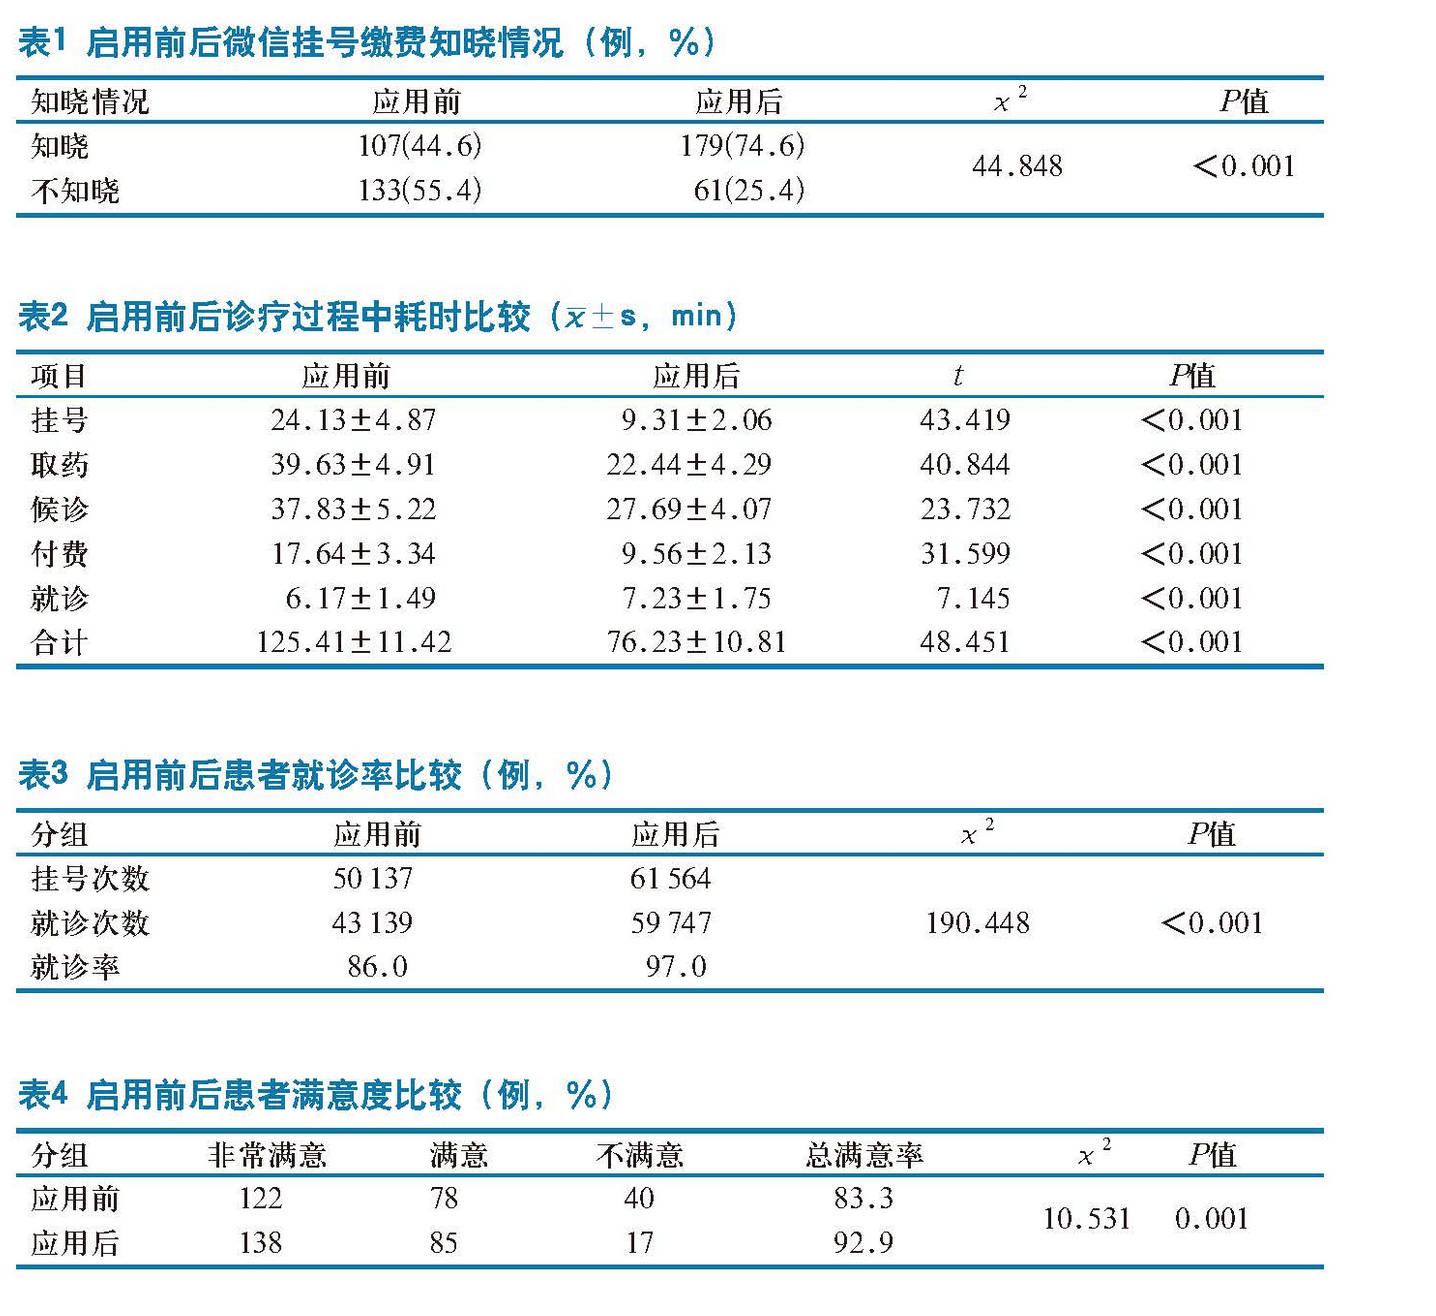 表1 启用前后微信挂号缴费知晓情况（例，%）
知晓情况 应用前 应用后 x² P值
知晓 107(44.6) 179(74.6)
44.848 <0.001
不知晓 133(55.4) 61(25.4)
表2 启用前后诊疗过程中耗时比较（x̄±s，min）
项目 应用前 应用后 t P值
挂号 24.13±4.87 9.31±2.06 43.419 <0.001
取药 39.63±4.91 22.44±4.29 40.844 <0.001
候诊 37.83±5.22 27.69±4.07 23.732 <0.001
付费 17.64±3.34 9.56±2.13 31.599 <0.001
就诊 6.17±1.49 7.23±1.75 7.145 <0.001
合计 125.41±11.42 76.23±10.81 48.451 <0.001
表3 启用前后患者就诊率比较（例，%）
分组 应用前 应用后 x² P值
挂号次数 50 137 61 564
就诊次数 43 139 59 747 190.448 <0.001
就诊率 86.0 97.0
表4 启用前后患者满意度比较（例，%）
分组 非常满意 满意 不满意 总满意率 x² P值
应用前 122 78 40 83.3
10.531 0.001
应用后 138 85 17 92.9